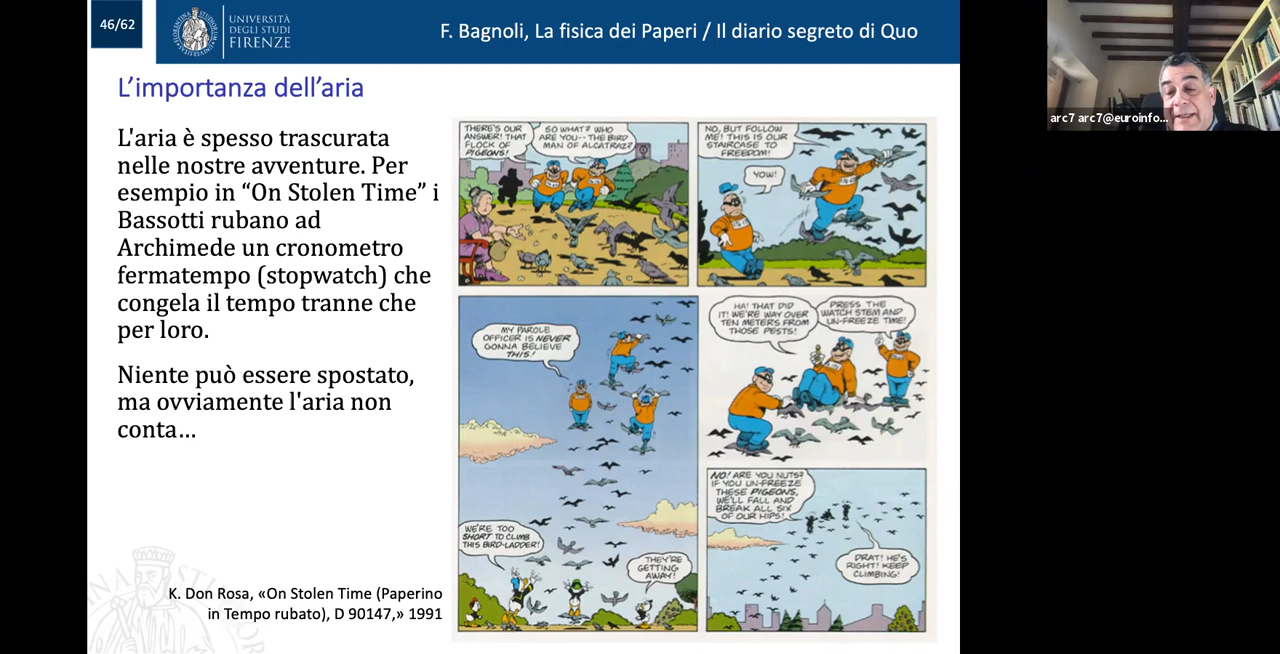 46/62
UNIVERSITÀ
DEGLI STUDI
FIRENZE
F. Bagnoli, La fisica dei Paperi / Il diario segreto di Quo
arc7 arc7@euroinfo...
L’importanza dell’aria
L'aria è spesso trascurata
nelle nostre avventure. Per
esempio in “On Stolen Time” i
Bassotti rubano ad
Archimede un cronometro
fermatempo (stopwatch) che
congela il tempo tranne che
per loro.
Niente può essere spostato,
ma ovviamente l'aria non
conta…
K. Don Rosa, «On Stolen Time (Paperino
in Tempo rubato), D 90147,» 1991
THERE'S OUR
ANSWER! THAT
FLOCK OF
PIGEONS!
SO WHAT? WHO
ARE YOU-- THE BIRD
MAN OF ALCATRAZ?
NO, BUT FOLLOW
ME! THIS IS OUR
STAIRCASE TO
FREEDOM!
YOW!
MY PAROLE
OFFICER IS NEVER
GONNA BELIEVE
THIS!
WE'RE TOO
SHORT TO CLIMB
THIS BIRD-LADDER!
THEY'RE
GETTING
AWAY!
HA! THAT DID
IT! WE'RE WAY OVER
TEN METERS FROM
THOSE PESTS!
PRESS THE
WATCH STEM AND
UN-FREEZE TIME!
NO! ARE YOU NUTS?
IF YOU UN-FREEZE
THESE PIGEONS,
WE'LL FALL AND
BREAK ALL SIX
OF OUR HIPS!
DRAT! HE'S
RIGHT! KEEP
CLIMBING!